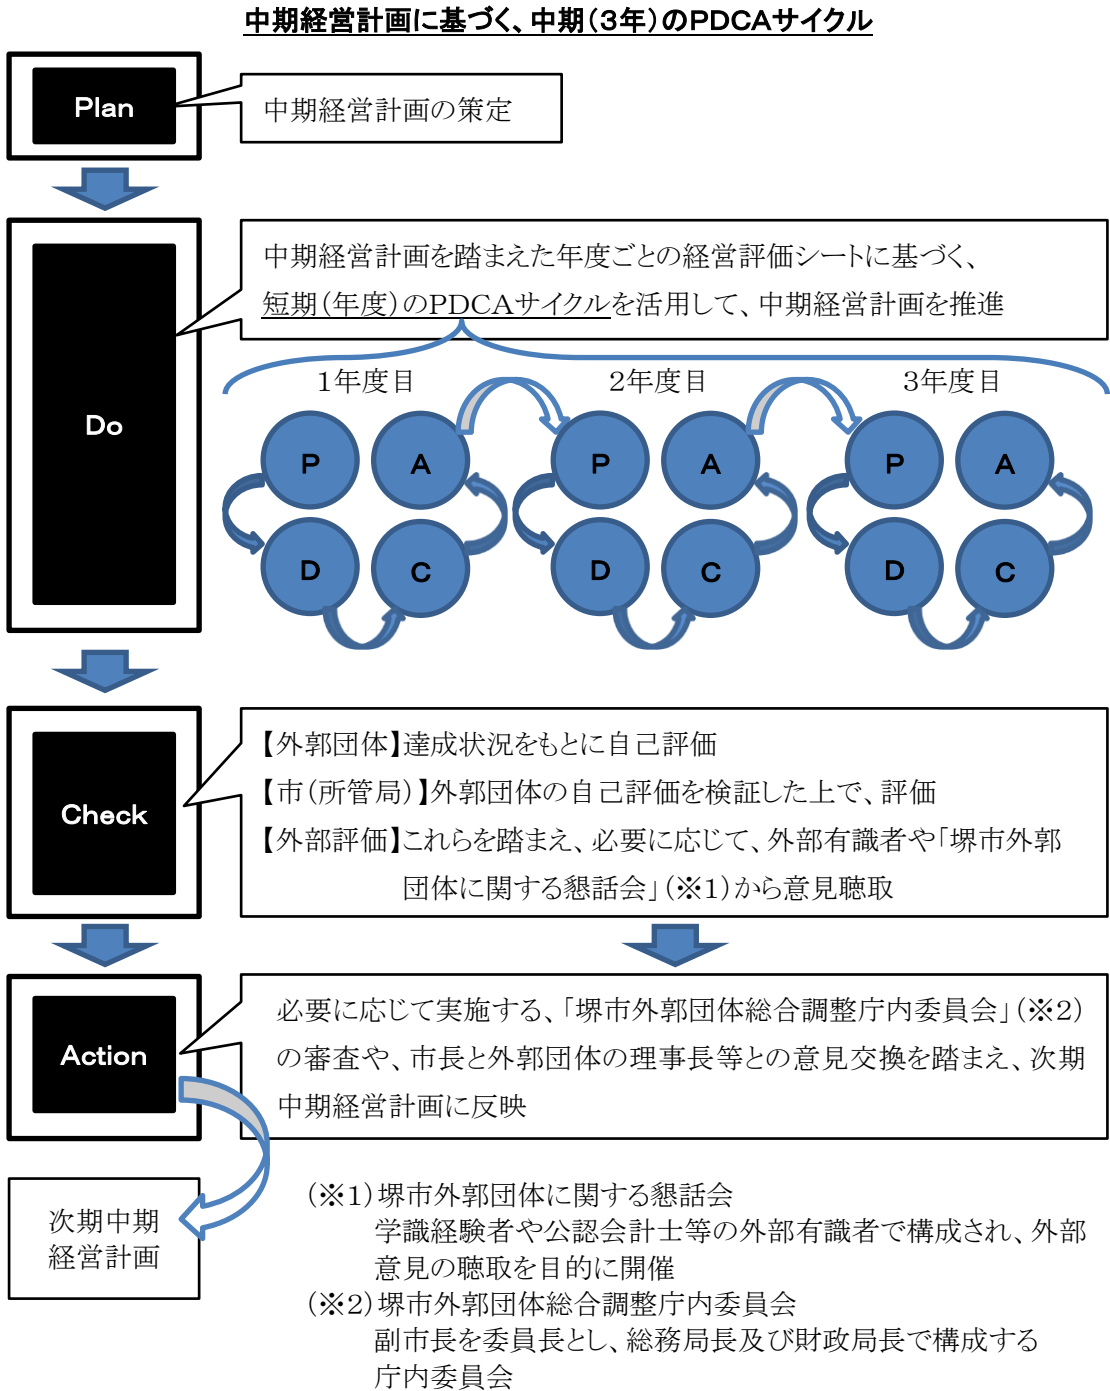 中期経営計画に基づく、中期（３年）のPDCAサイクル
Plan
中期経営計画の策定
Do
中期経営計画を踏まえた年度ごとの経営評価シートに基づく、
短期（年度）のPDCAサイクルを活用して、中期経営計画を推進
１年度目
２年度目
３年度目
P
A
P
A
P
A
D
C
D
C
D
C
Check
【外郭団体】達成状況をもとに自己評価
【市（所管局）】外郭団体の自己評価を検証した上で、評価
【外部評価】これらを踏まえ、必要に応じて、外部有識者や「堺市外郭
団体に関する懇話会」（※１）から意見聴取
Action
必要に応じて実施する、「堺市外郭団体総合調整庁内委員会」（※２）
の審査や、市長と外郭団体の理事長等との意見交換を踏まえ、次期
中期経営計画に反映
次期中期
経営計画
（※１）堺市外郭団体に関する懇話会
学識経験者や公認会計士等の外部有識者で構成され、外部
意見の聴取を目的に開催
（※２）堺市外郭団体総合調整庁内委員会
副市長を委員長とし、総務局長及び財政局長で構成する
庁内委員会